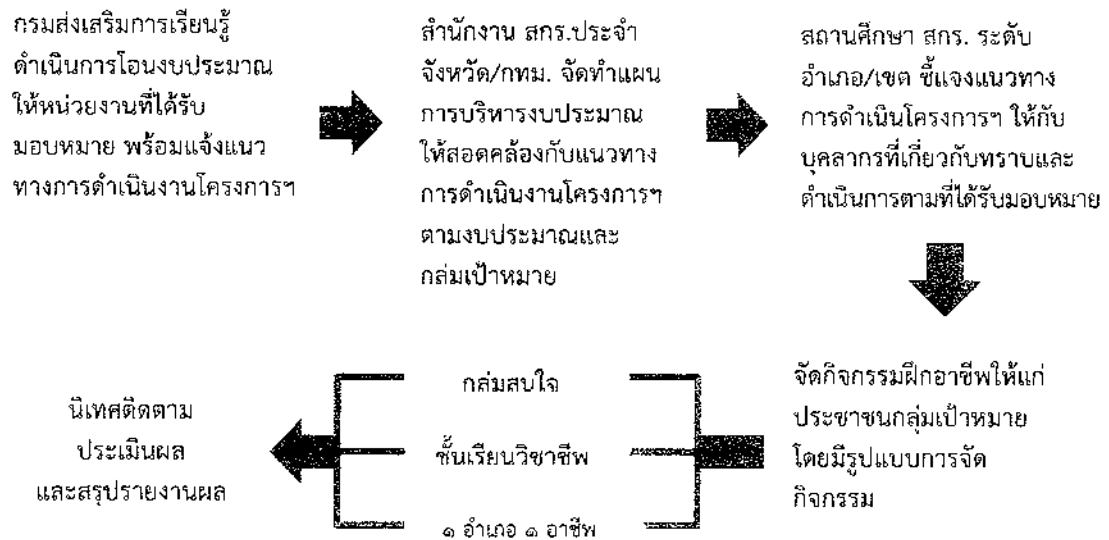 กรมส่งเสริมการเรียนรู้
ดำเนินการโอนงบประมาณ
ให้หน่วยงานที่ได้รับ
มอบหมาย พร้อมแจ้งแนว
ทางการดำเนินงานโครงการฯ
สำนักงาน สกร.ประจำ
จังหวัด/กทม. จัดทำแผน
การบริหารงบประมาณ
ให้สอดคล้องกับแนวทาง
การดำเนินงานโครงการฯ
ตามงบประมาณและ
กลุ่มเป้าหมาย
สถานศึกษา สกร. ระดับ
อำเภอ/เขต ชี้แจงแนวทาง
การดำเนินโครงการฯ ให้กับ
บุคลากรที่เกี่ยวกับทราบและ
ดำเนินการตามที่ได้รับมอบหมาย
จัดกิจกรรมฝึกอาชีพให้แก่
ประชาชนกลุ่มเป้าหมาย
โดยมีรูปแบบการจัด
กิจกรรม
กลุ่มสนใจ
ชั้นเรียนวิชาชีพ
๑ อำเภอ ๑ อาชีพ
นิเทศติดตาม
ประเมินผล
และสรุปรายงานผล